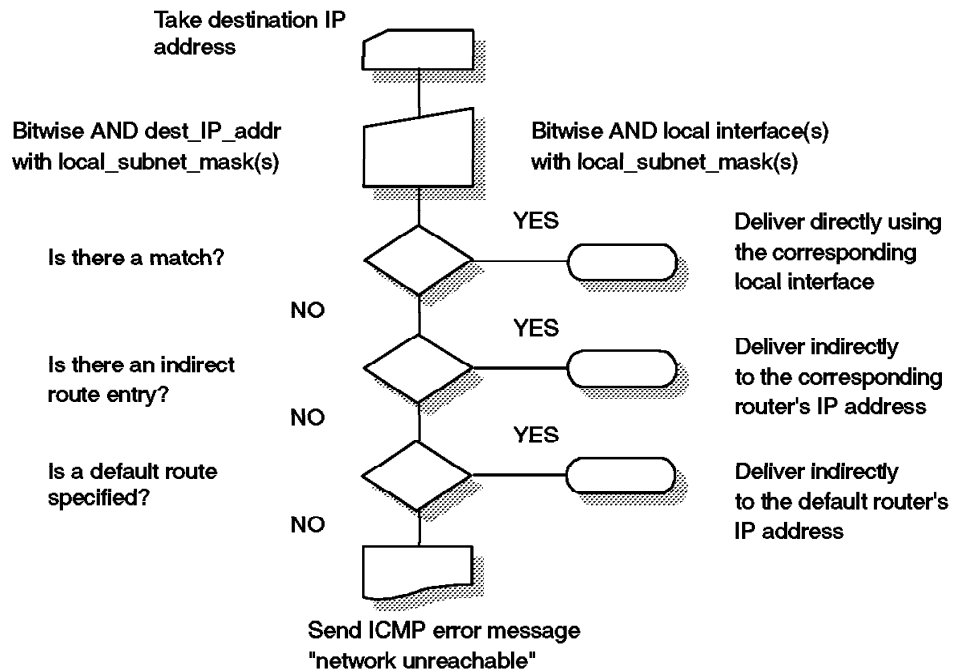 Take destination IP
address
Bitwise AND dest_IP_addr
with local_subnet_mask(s)
Bitwise AND local interface(s)
with local_subnet_mask(s)
Is there a match?
YES
Deliver directly using
the corresponding
local interface
NO
Is there an indirect
route entry?
YES
Deliver indirectly
to the corresponding
router's IP address
NO
Is a default route
specified?
YES
Deliver indirectly
to the default router's
IP address
NO
Send ICMP error message
"network unreachable"